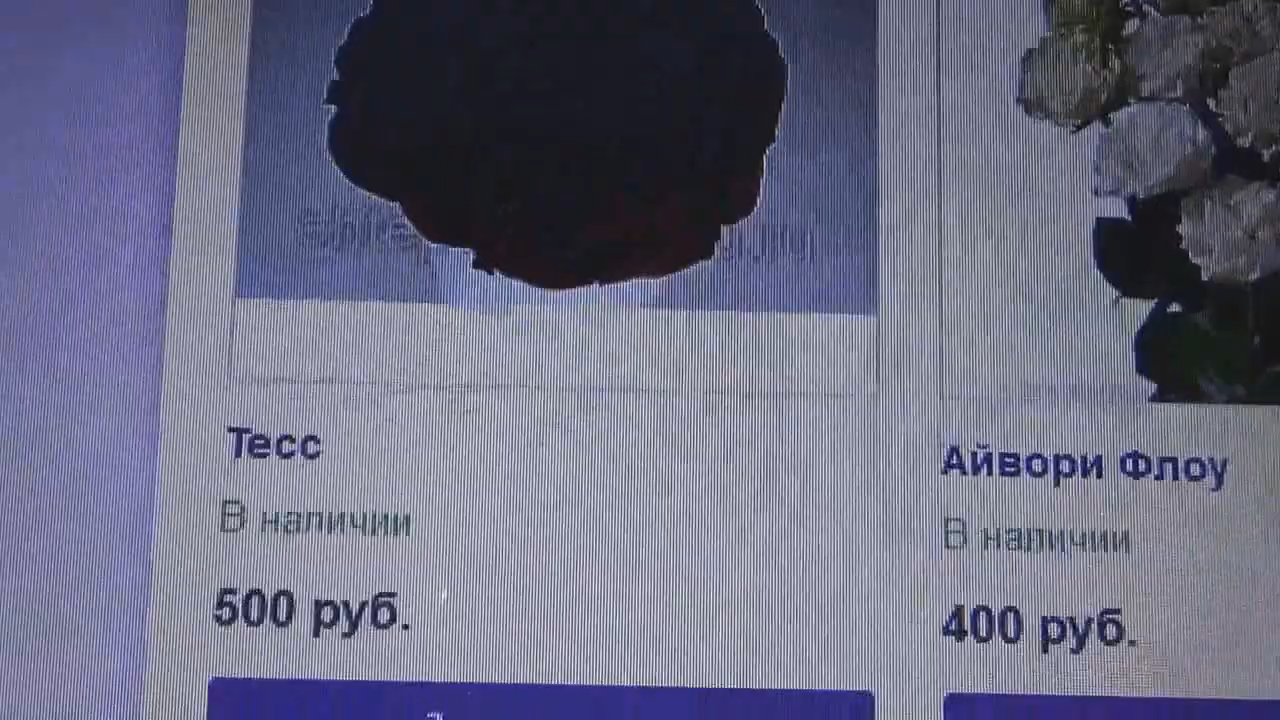 Тесс
В наличии
500 руб.
Айвори Флоу
В наличии
400 руб.